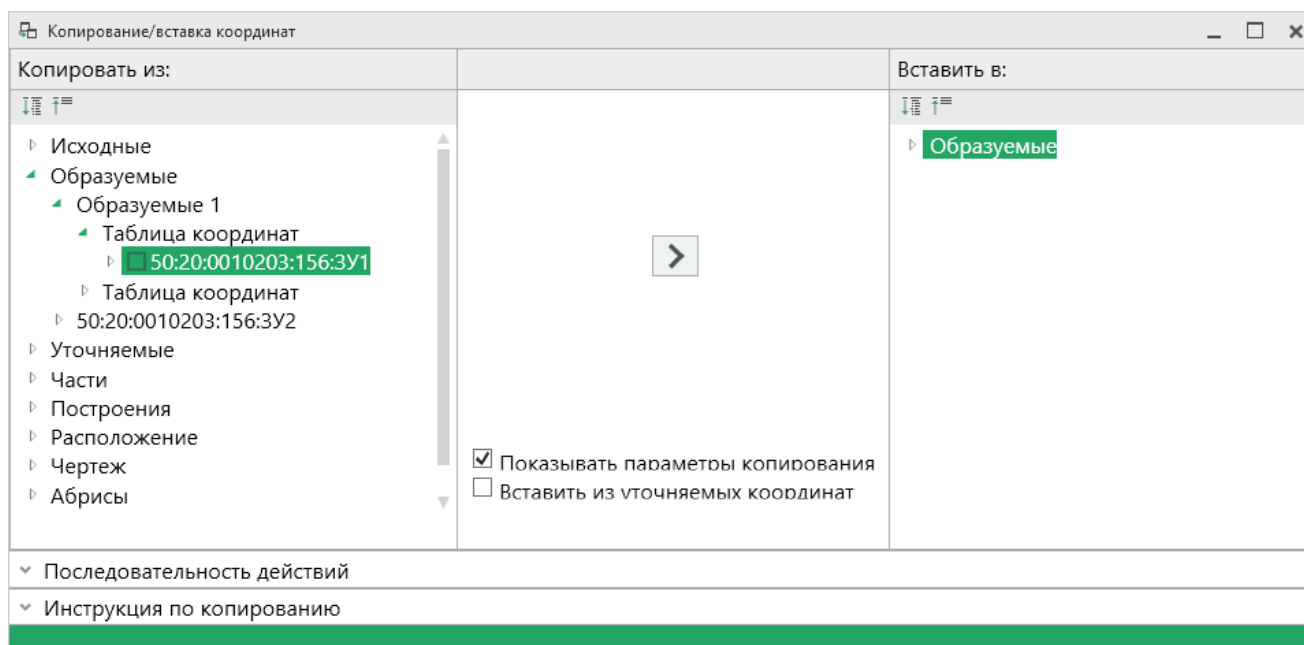 Копирование/вставка координат
Копировать из:
Вставить в:
Исходные
Образуемые
Образуемые 1
Таблица координат
50:20:0010203:156:ЗУ1
Таблица координат
50:20:0010203:156:ЗУ2
Уточняемые
Части
Построения
Расположение
Чертеж
Абрисы
Показывать параметры копирования
Вставить из уточняемых координат
Образуемые
Последовательность действий
Инструкция по копированию